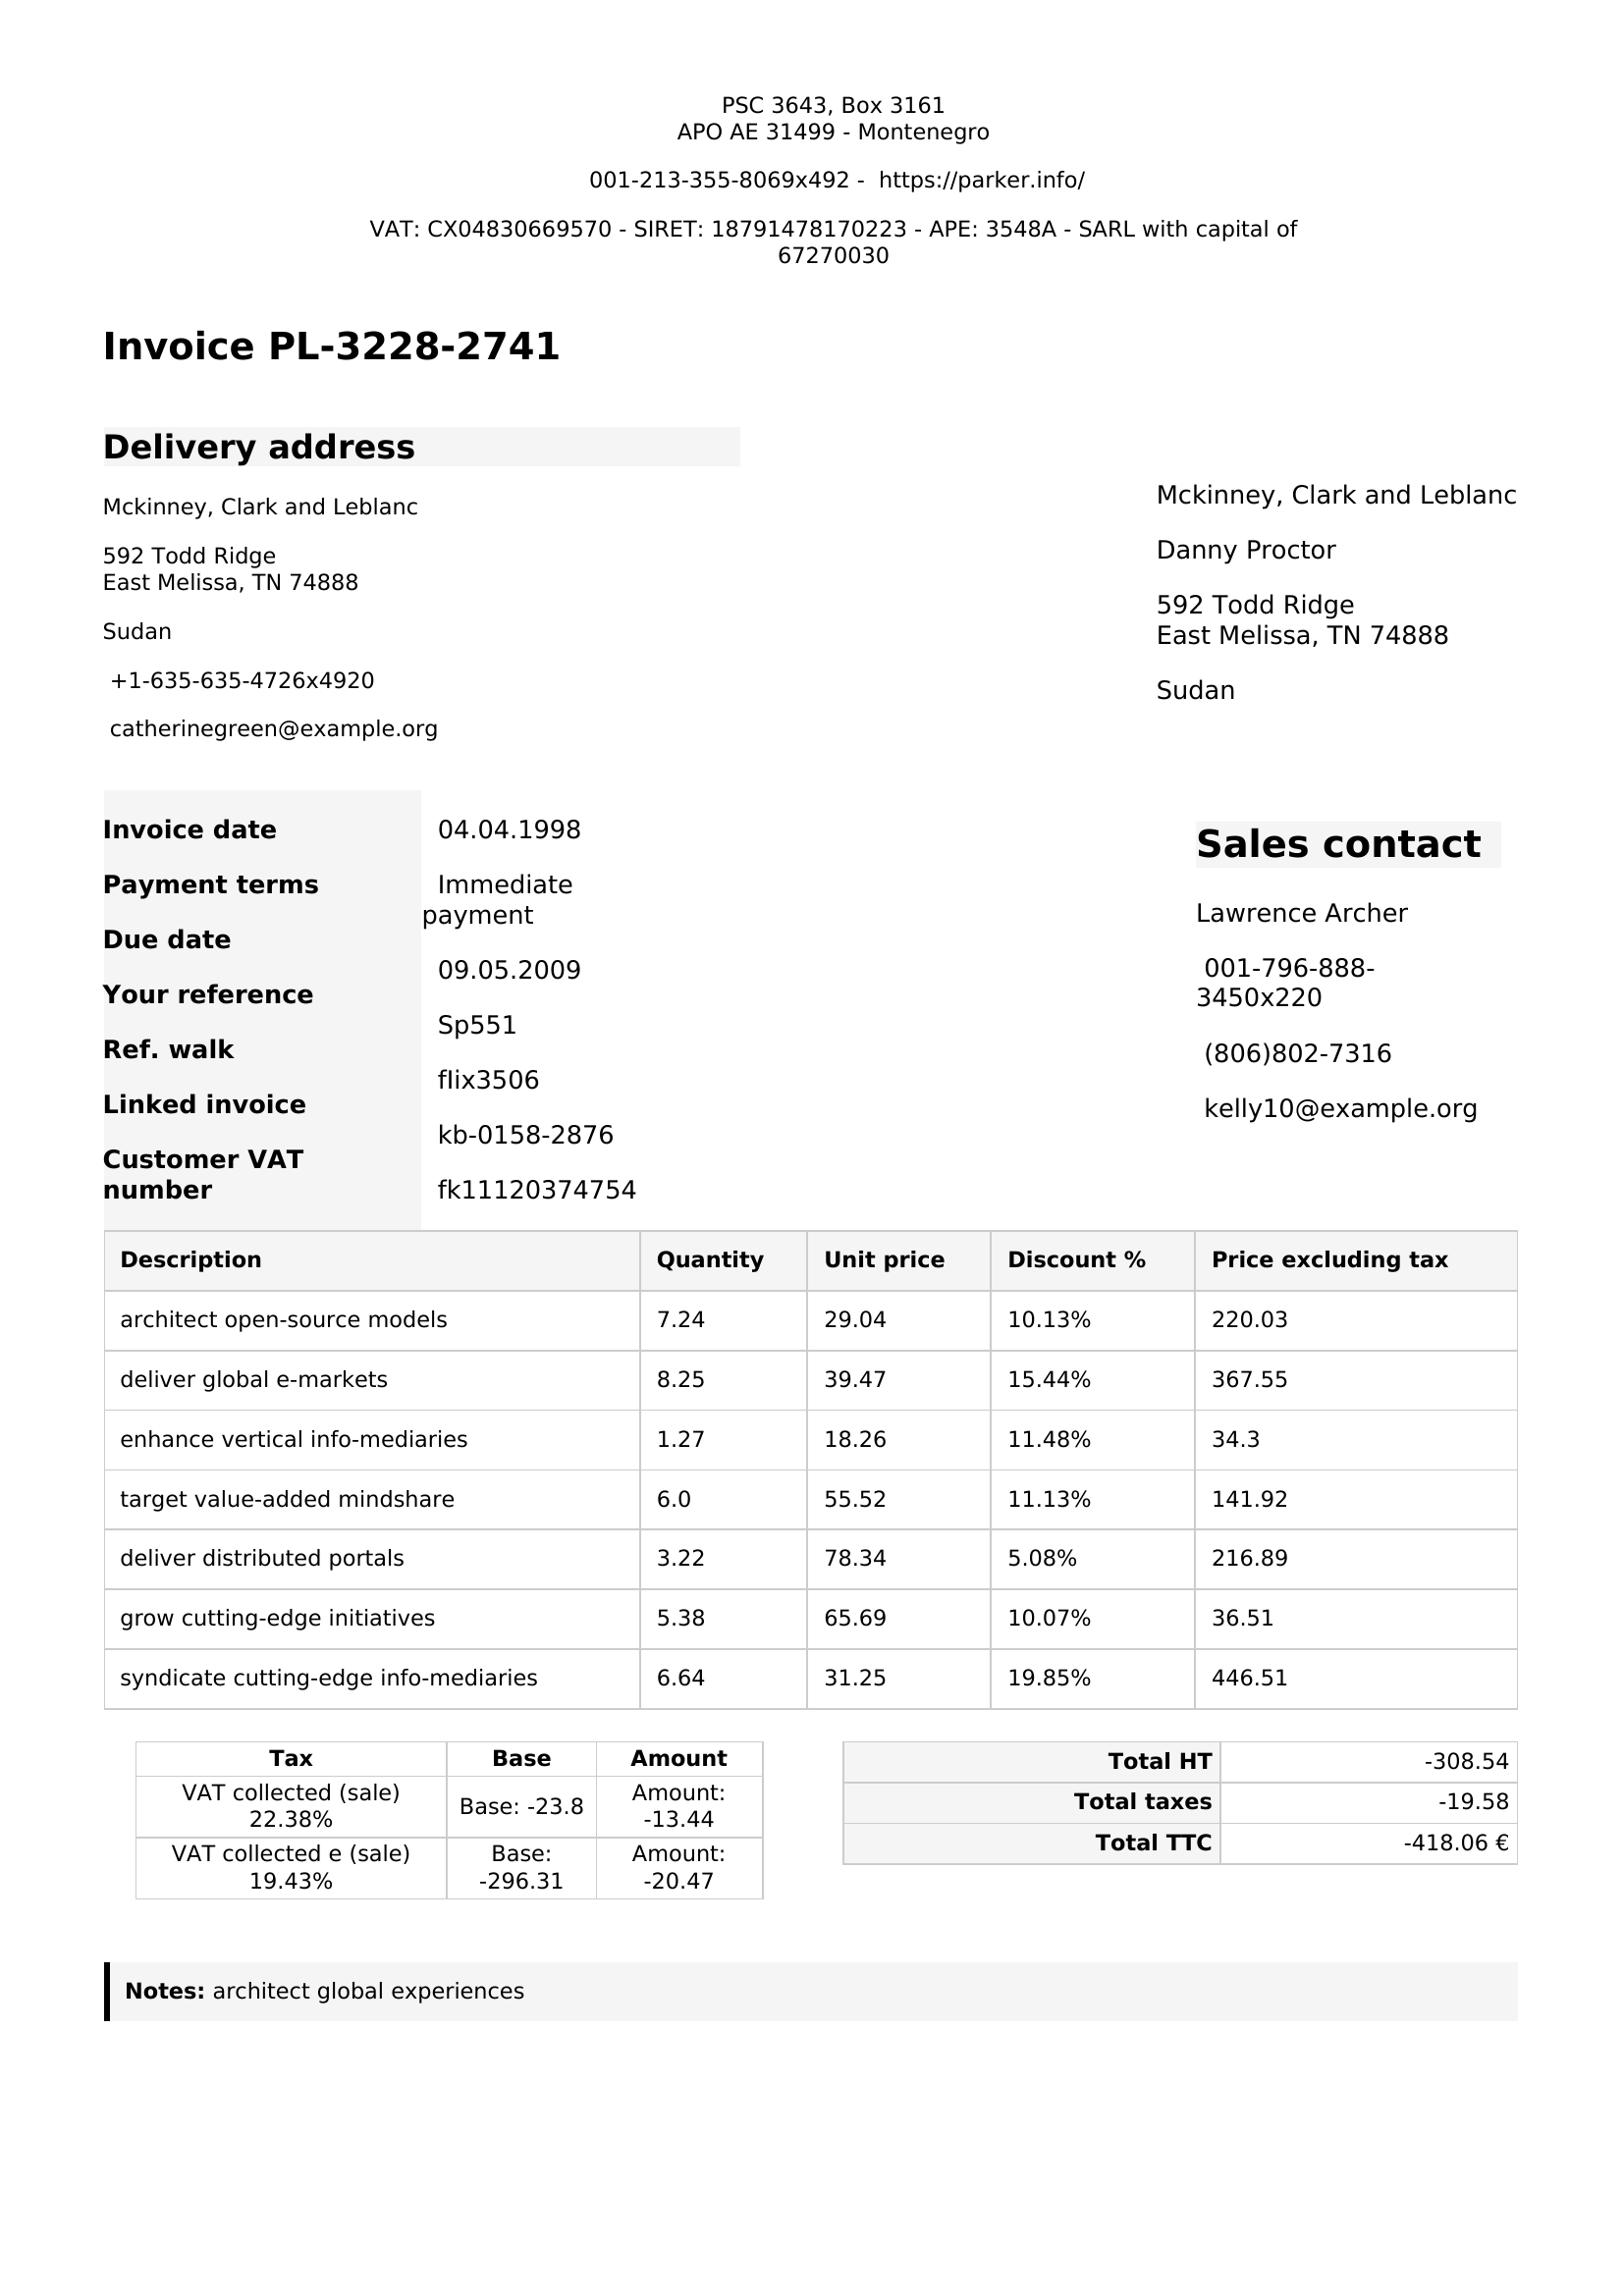 PSC 3643, Box 3161
APO AE 31499 - Montenegro
001-213-355-8069x492 - https://parker.info/
VAT: CX04830669570 - SIRET: 18791478170223 - APE: 3548A - SARL with capital of
67270030
Invoice PL-3228-2741
Delivery address
Mckinney, Clark and Leblanc
592 Todd Ridge
East Melissa, TN 74888
Sudan
+1-635-635-4726x4920
catherinegreen@example.org
Mckinney, Clark and Leblanc
Danny Proctor
592 Todd Ridge
East Melissa, TN 74888
Sudan
Invoice date
Payment terms
Due date
Your reference
Ref. walk
Linked invoice
Customer VAT
number
04.04.1998
Immediate
payment
09.05.2009
Sp551
flix3506
kb-0158-2876
fk11120374754
Sales contact
Lawrence Archer
001-796-888-
3450x220
(806)802-7316
kelly10@example.org
Description Quantity Unit price Discount % Price excluding tax
architect open-source models 7.24 29.04 10.13% 220.03
deliver global e-markets 8.25 39.47 15.44% 367.55
enhance vertical info-mediaries 1.27 18.26 11.48% 34.3
target value-added mindshare 6.0 55.52 11.13% 141.92
deliver distributed portals 3.22 78.34 5.08% 216.89
grow cutting-edge initiatives 5.38 65.69 10.07% 36.51
syndicate cutting-edge info-mediaries 6.64 31.25 19.85% 446.51
Tax Base Amount
VAT collected (sale)
22.38%
Base: -23.8
Amount:
-13.44
VAT collected e (sale)
19.43%
Base:
-296.31
Amount:
-20.47
Total HT -308.54
Total taxes -19.58
Total TTC -418.06 €
Notes: architect global experiences